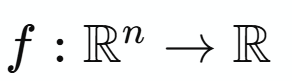 f : ℝⁿ → ℝ